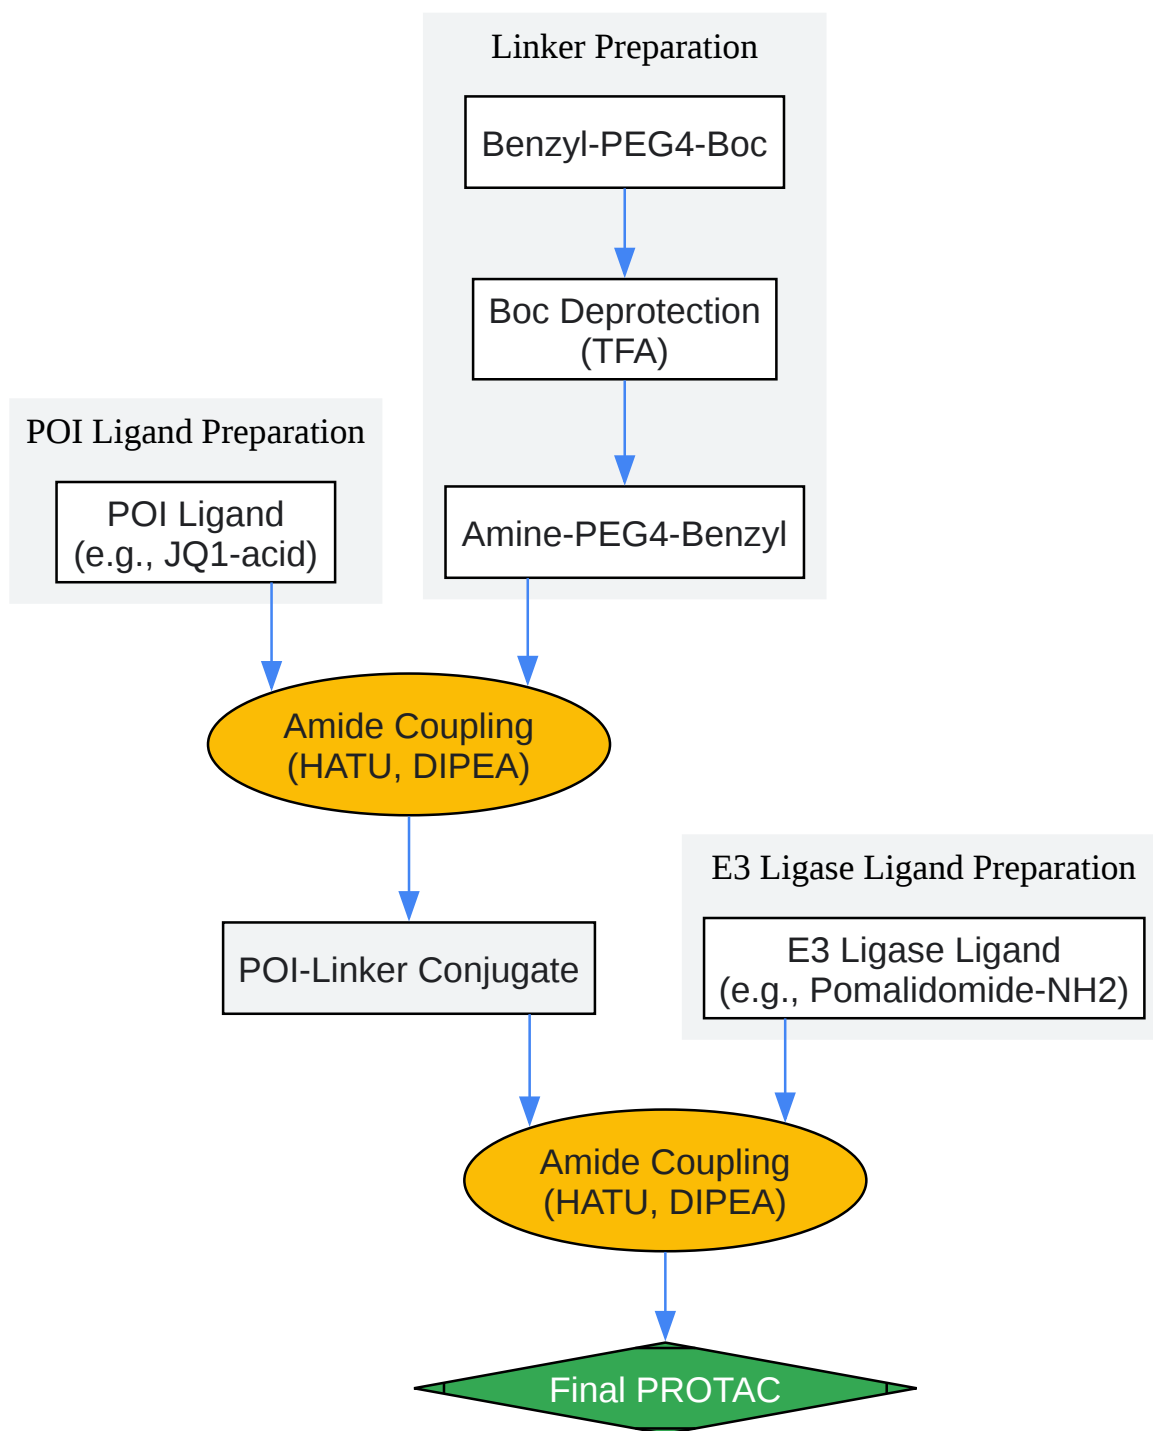 Linker Preparation
Benzyl-PEG4-Boc
Boc Deprotection
(TFA)
Amine-PEG4-Benzyl
POI Ligand Preparation
POI Ligand
(e.g., JQ1-acid)
Amide Coupling
(HATU, DIPEA)
POI-Linker Conjugate
E3 Ligase Ligand Preparation
E3 Ligase Ligand
(e.g., Pomalidomide-NH2)
Amide Coupling
(HATU, DIPEA)
Final PROTAC